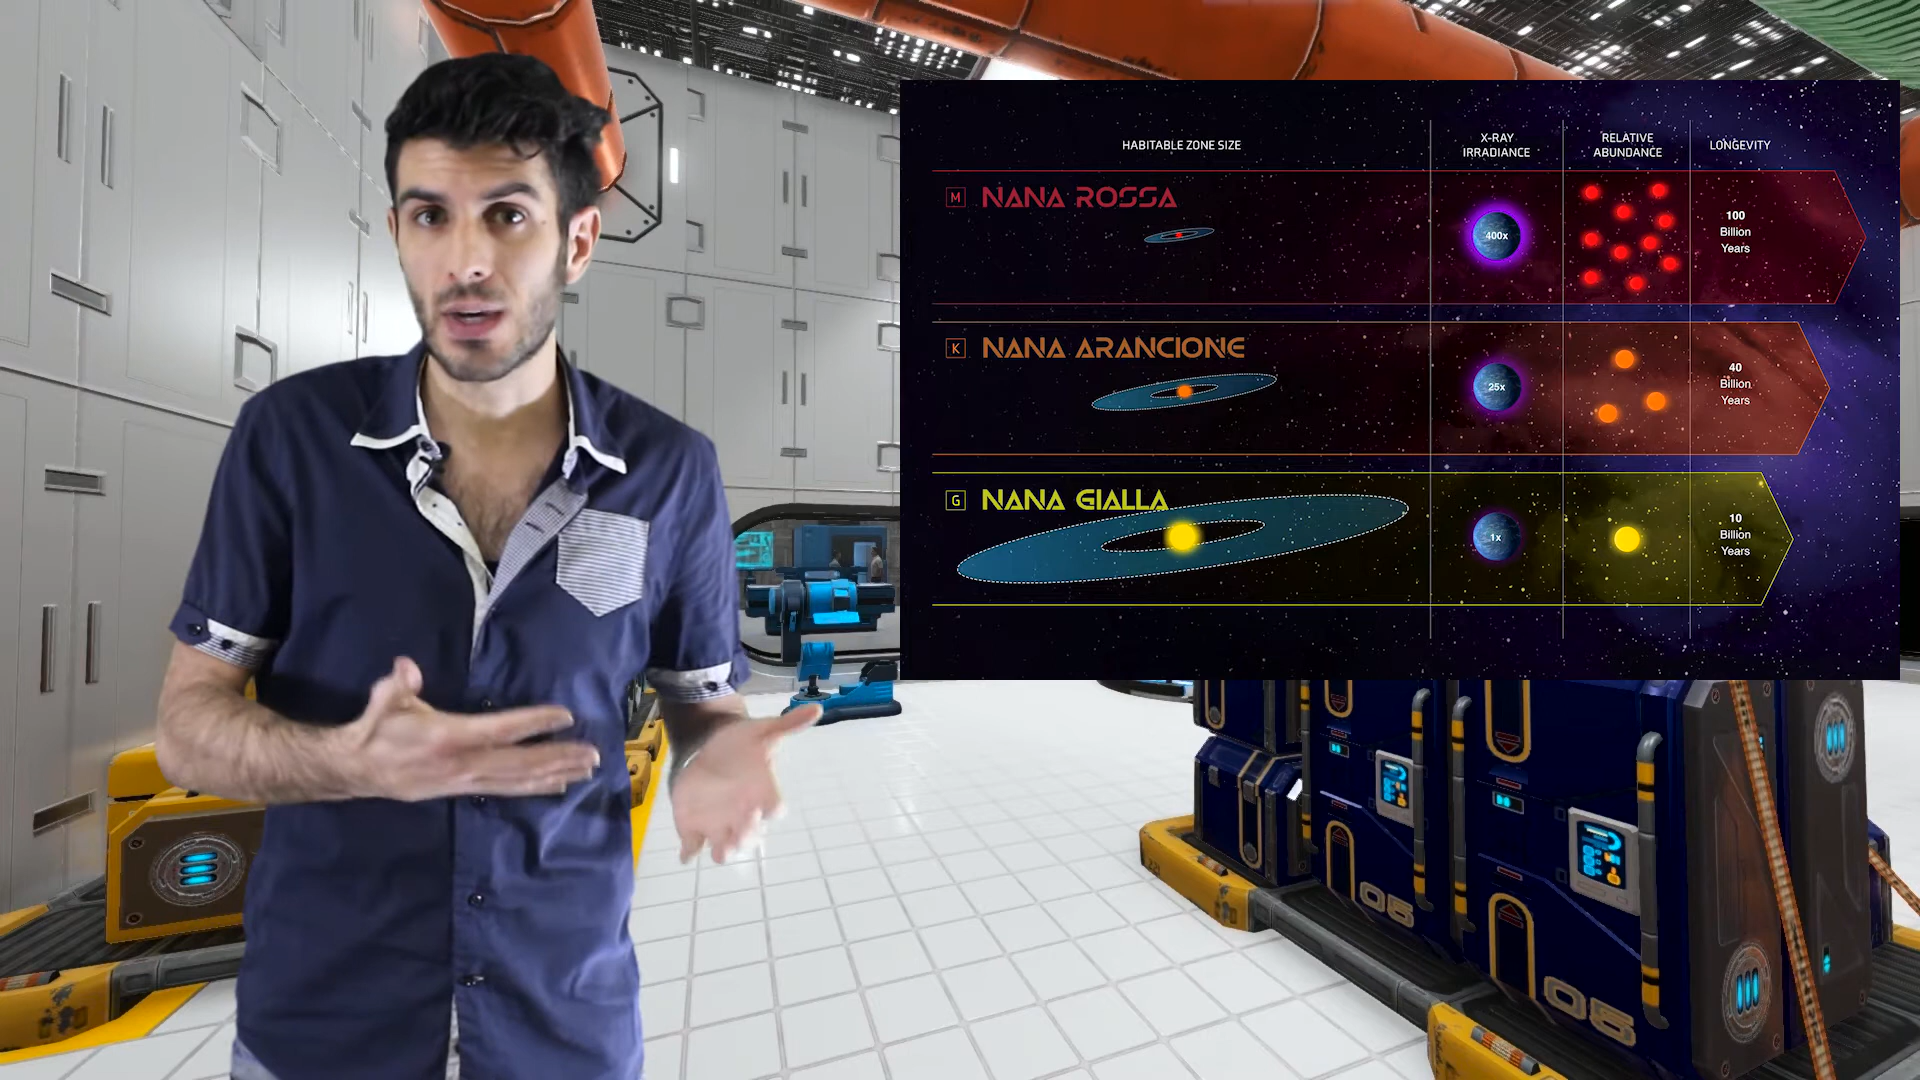 HABITABLE ZONE SIZE
X-RAY
IRRADIANCE
RELATIVE
ABUNDANCE
LONGEVITY
M NANA ROSSA
400x
100
Billion
Years
K NANA ARANCIONE
25x
40
Billion
Years
G NANA GIALLA
1x
10
Billion
Years
05
05